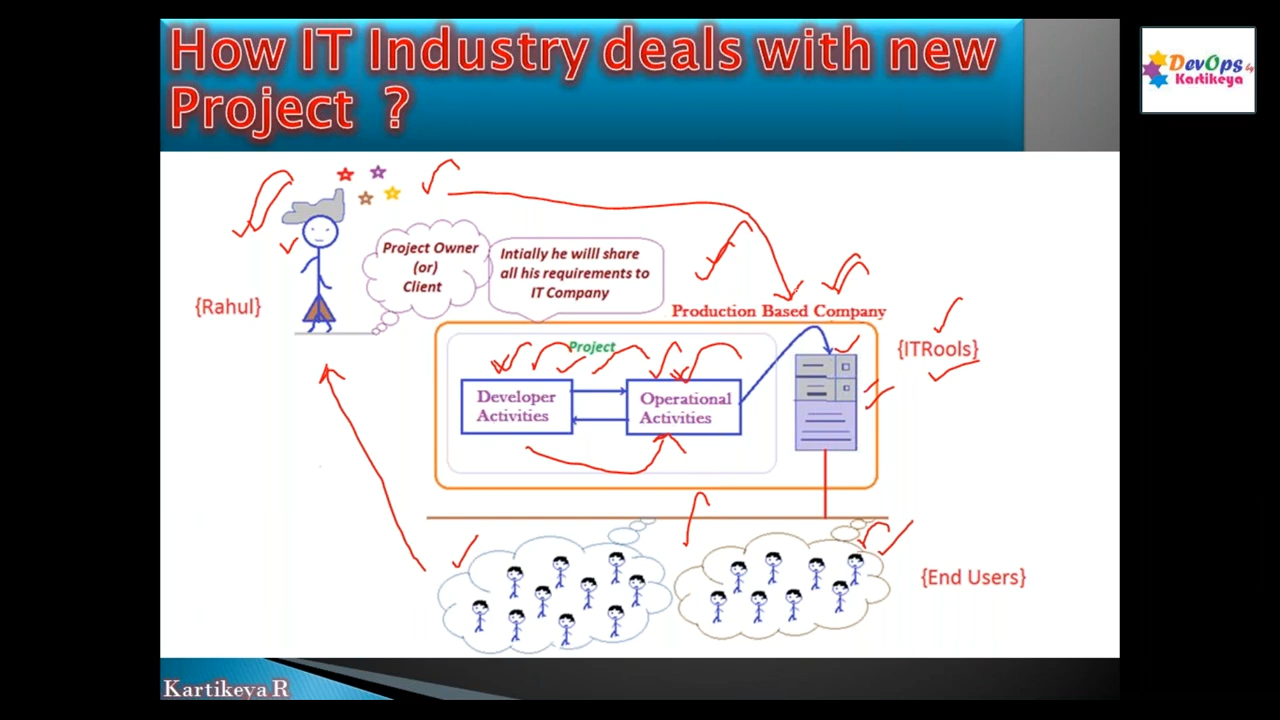 How IT Industry deals with new
Project ?
DevOps by
Kartikeya
Project Owner
(or)
Client
Intially he willl share
all his requirements to
IT Company
{Rahul}
Production Based Company
{ITRools}
Project
Developer
Activities
Operational
Activities
{End Users}
Kartikeya R